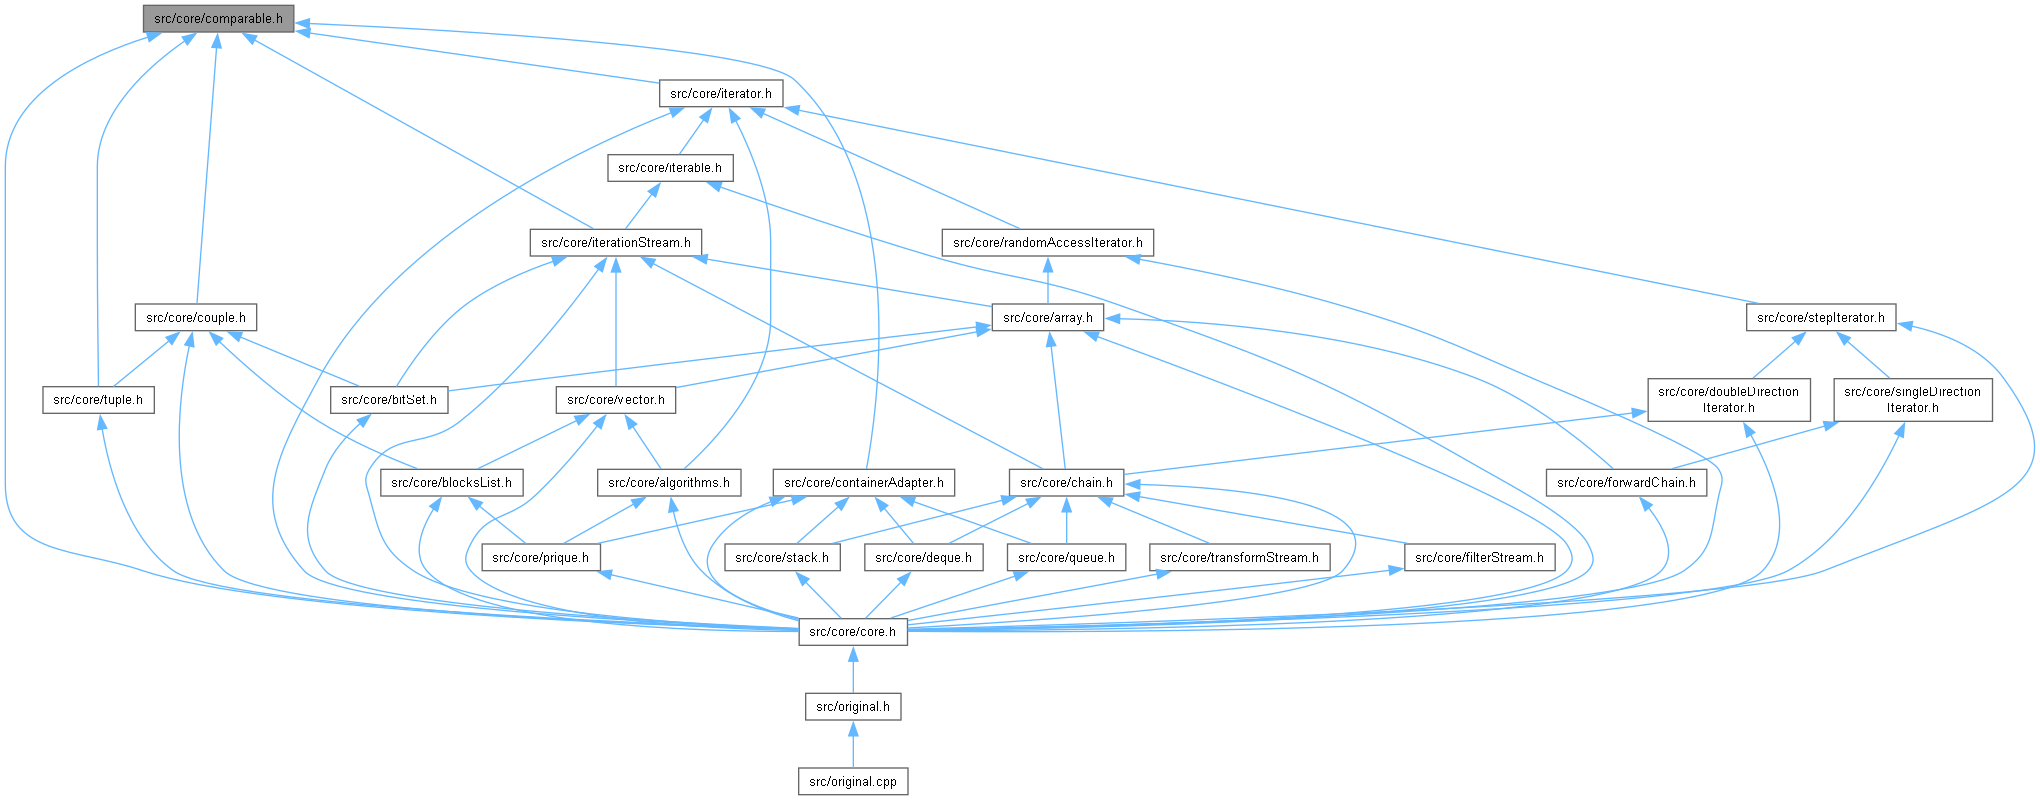 src/core/comparable.h
src/core/iterator.h
src/core/iterable.h
src/core/iterationStream.h
src/core/randomAccessIterator.h
src/core/couple.h
src/core/array.h
src/core/stepIterator.h
src/core/tuple.h
src/core/bitSet.h
src/core/vector.h
src/core/doubleDirection
Iterator.h
src/core/singleDirection
Iterator.h
src/core/blocksList.h
src/core/algorithms.h
src/core/containerAdapter.h
src/core/chain.h
src/core/forwardChain.h
src/core/prique.h
src/core/stack.h
src/core/deque.h
src/core/queue.h
src/core/transformStream.h
src/core/filterStream.h
src/core/core.h
src/original.h
src/original.cpp